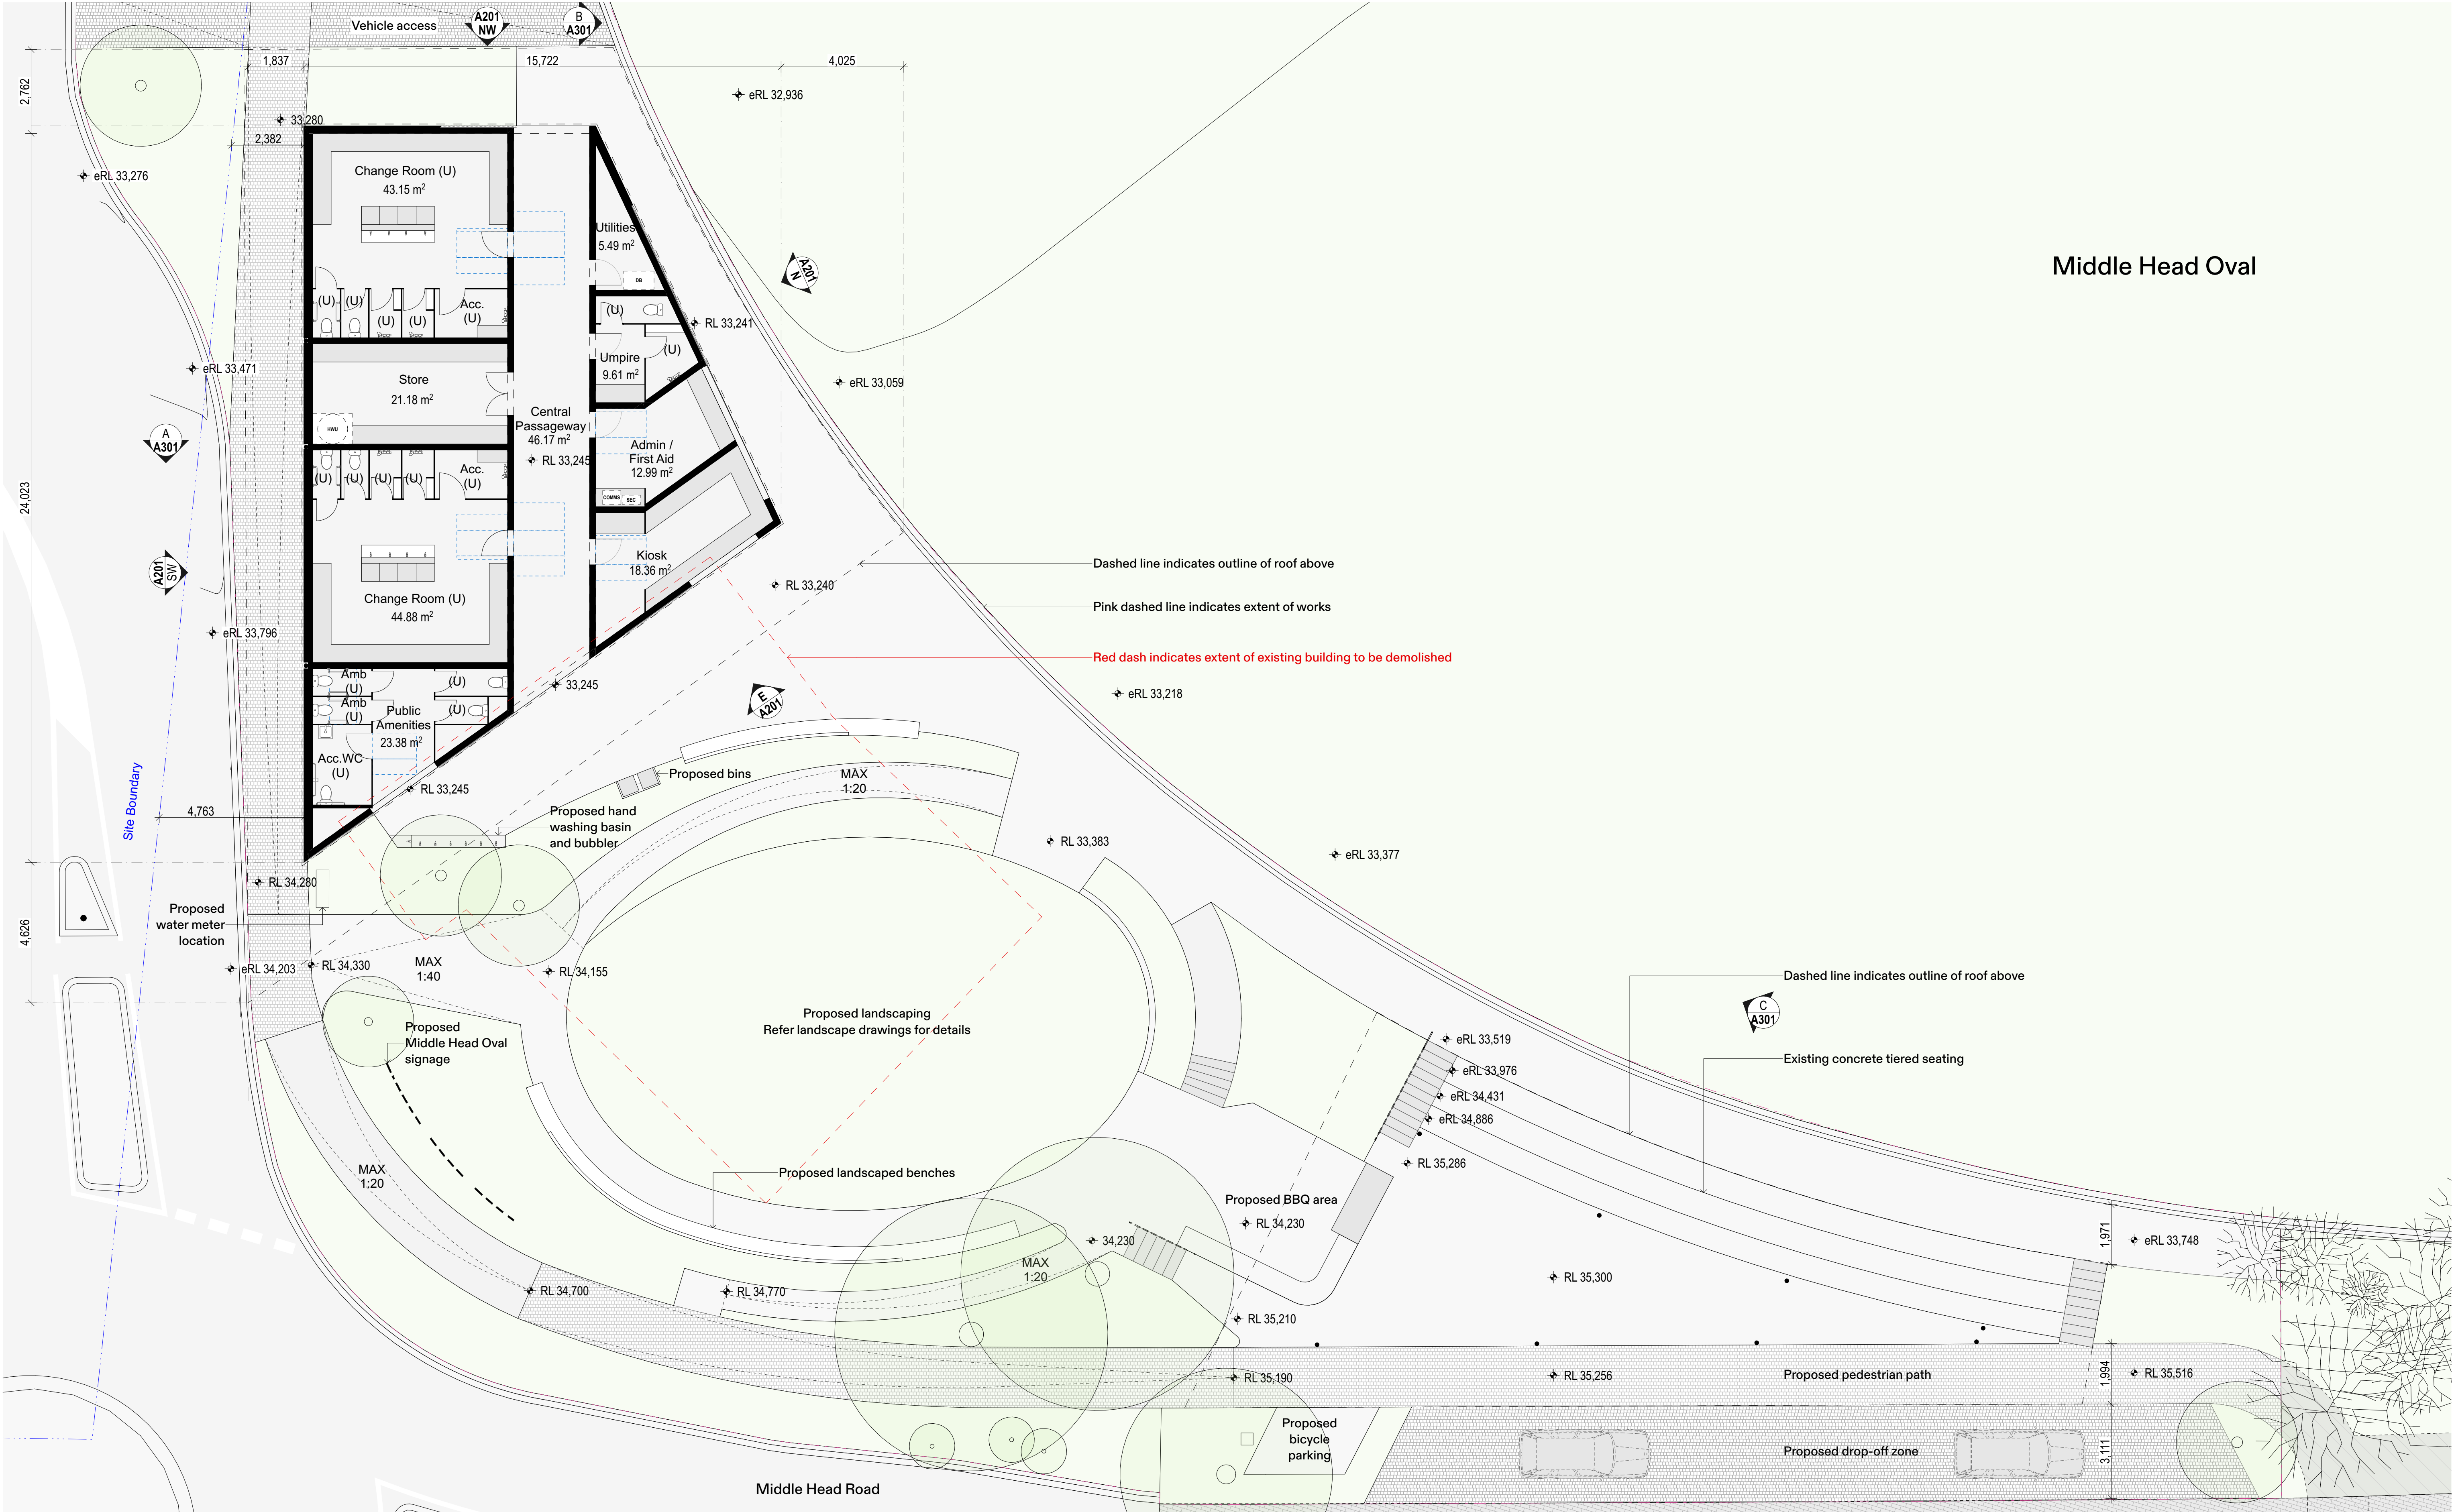 Vehicle access
A201
NW
B
A301
1,837
15,722
4,025
2,762
eRL 32,936
33,280
2,382
eRL 33,276
Change Room (U)
43.15 m²
Utilities
5.49 m²
DB
A201
N
Middle Head Oval
(U)
(U)
(U)
(U)
Acc.
(U)
(U)
RL 33,241
Umpire
9.61 m²
(U)
eRL 33,471
Store
21.18 m²
eRL 33,059
HWU
Central
Passageway
46.17 m²
RL 33,245
A
A301
Admin /
First Aid
12.99 m²
(U)
(U)
(U)
(U)
Acc.
(U)
COMMS
SEC
24,023
A201
SW
Kiosk
18.36 m²
Change Room (U)
44.88 m²
RL 33,240
Dashed line indicates outline of roof above
Pink dashed line indicates extent of works
eRL 33,796
Red dash indicates extent of existing building to be demolished
Amb
(U)
(U)
33,245
eRL 33,218
Amb
(U)
(U)
Public
Amenities
23.38 m²
E
A201
Acc.WC
(U)
Site Boundary
Proposed bins
MAX
1:20
RL 33,245
4,763
Proposed hand
washing basin
and bubbler
RL 33,383
eRL 33,377
RL 34,280
Proposed
water meter
location
4,626
eRL 34,203
RL 34,330
MAX
1:40
RL 34,155
Dashed line indicates outline of roof above
C
A301
Proposed landscaping
Refer landscape drawings for details
Proposed
Middle Head Oval
signage
eRL 33,519
eRL 33,976
eRL 34,431
eRL 34,886
Existing concrete tiered seating
RL 35,286
MAX
1:20
Proposed landscaped benches
Proposed BBQ area
RL 34,230
34,230
1,971
eRL 33,748
MAX
1:20
RL 34,700
RL 34,770
RL 35,300
RL 35,210
RL 35,190
RL 35,256
Proposed pedestrian path
1,994
RL 35,516
Proposed
bicycle
parking
Proposed drop-off zone
3,111
Middle Head Road